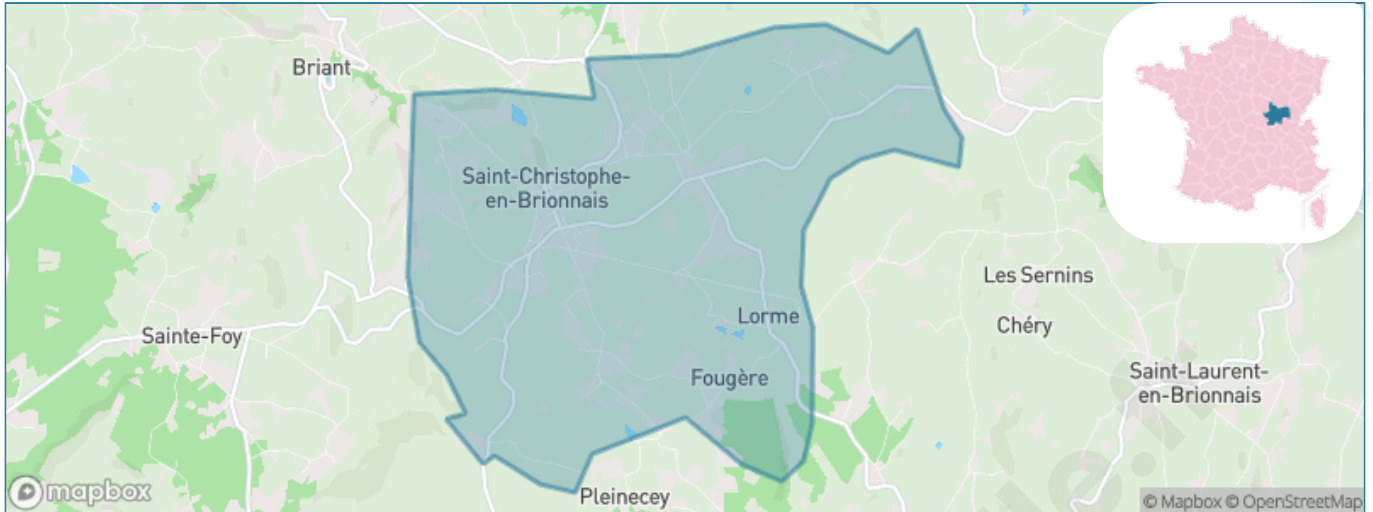 Briant
Saint-Christophe-
en-Brionnais
Les Sernins
Lorme
Chéry
Sainte-Foy
Fougère
Saint-Laurent-
en-Brionnais
Pleinecey
mapbox
© Mapbox © OpenStreetMap